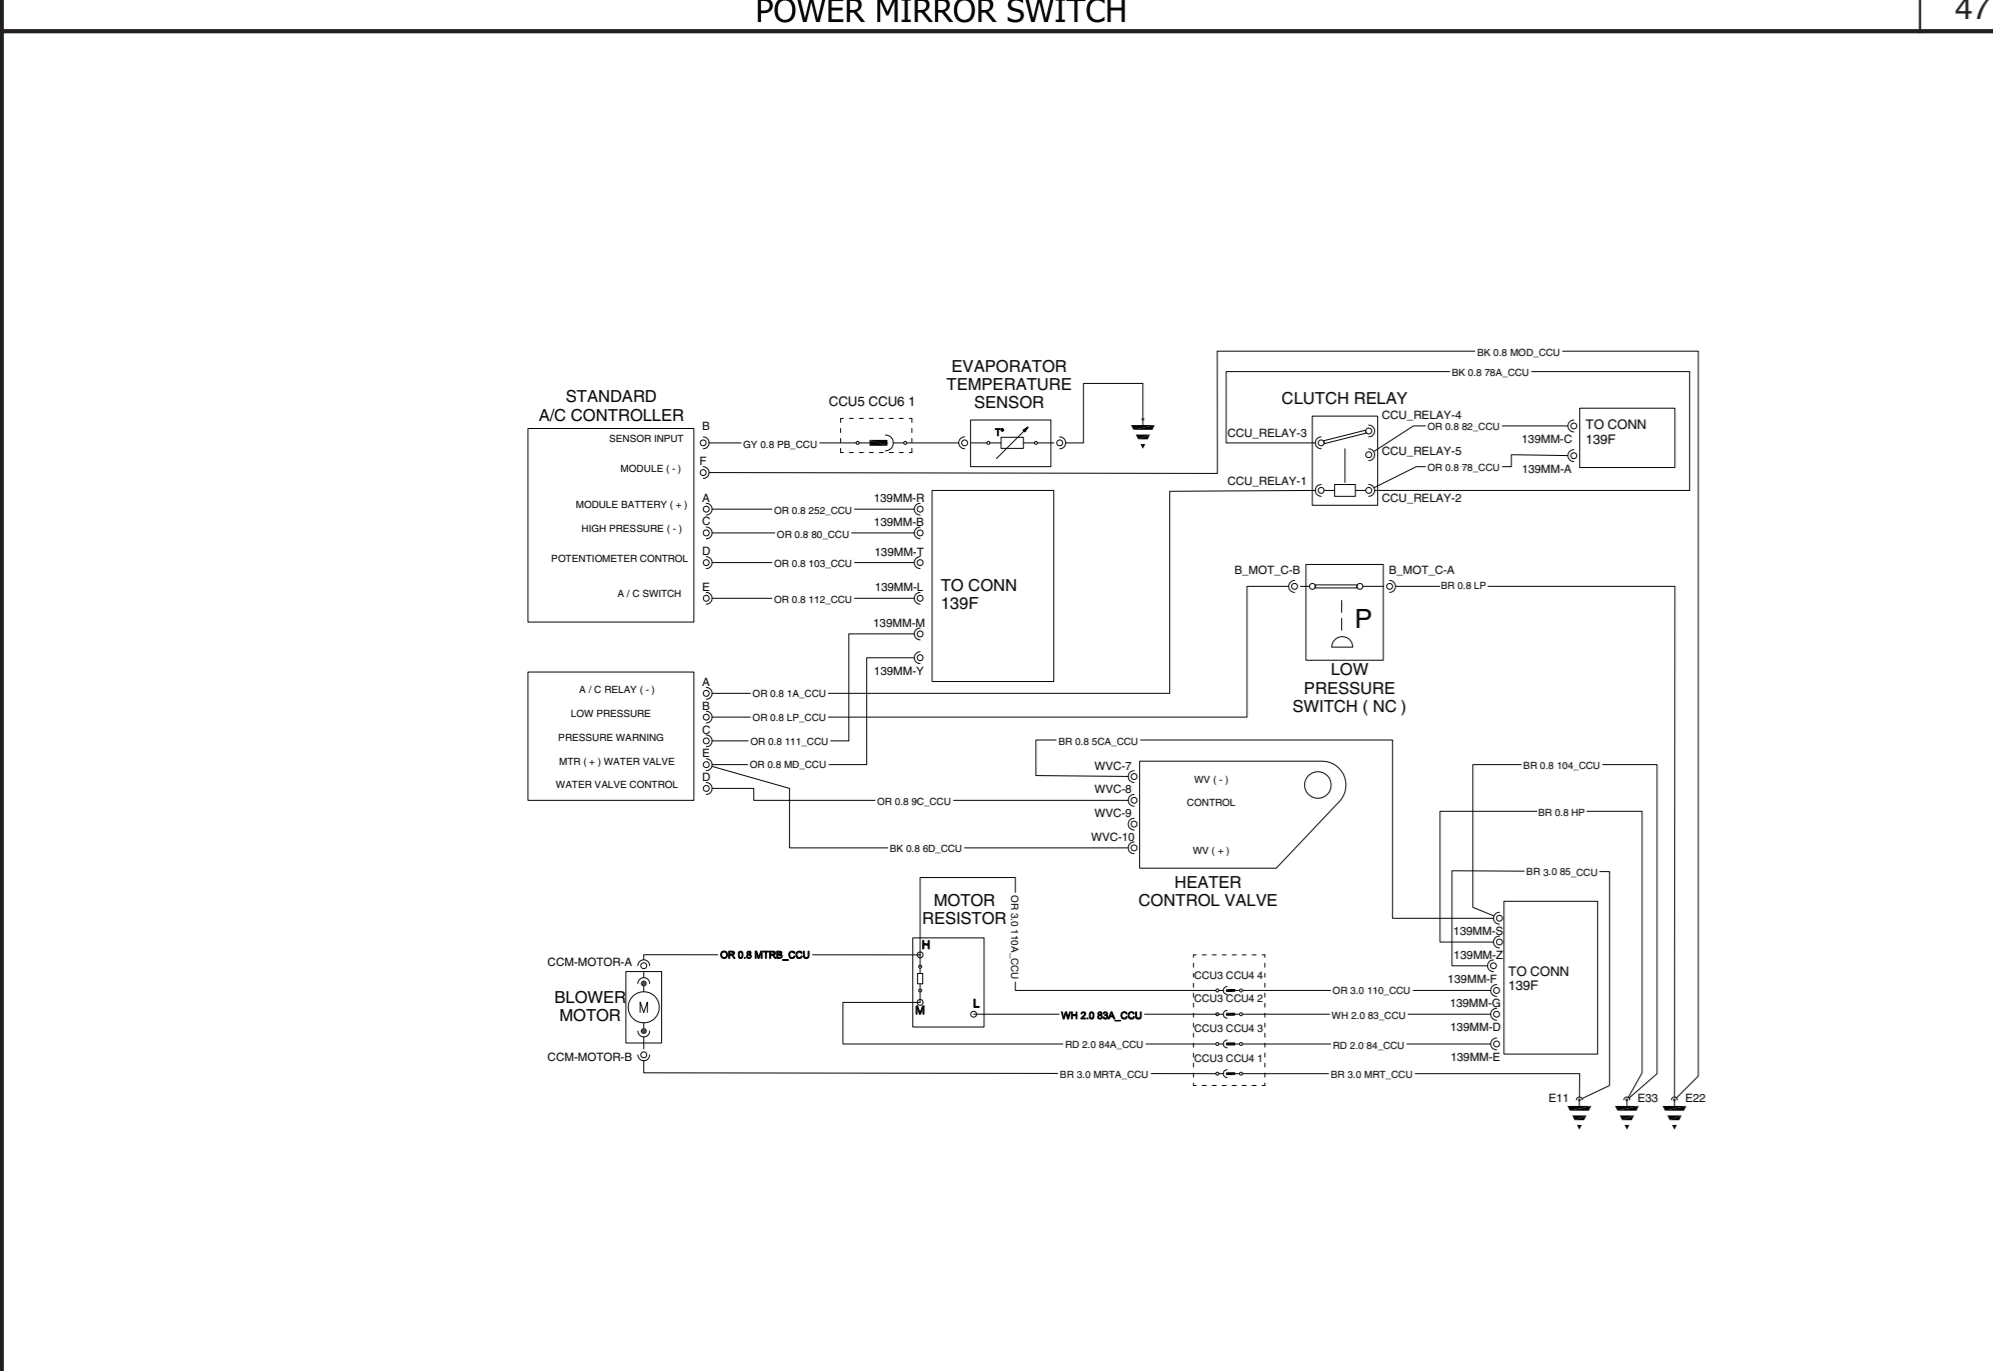 POWER MIRROR SWITCH
47
BK 0.8 MOD_CCU
BK 0.8 78A_CCU
EVAPORATOR
TEMPERATURE
SENSOR
T°
STANDARD
A/C CONTROLLER
CCU5 CCU6 1
SENSOR INPUT
B
GY 0.8 PB_CCU
MODULE ( - )
F
MODULE BATTERY ( + )
A
OR 0.8 252_CCU
139MM-R
HIGH PRESSURE ( - )
C
OR 0.8 80_CCU
139MM-B
POTENTIOMETER CONTROL
D
OR 0.8 103_CCU
139MM-T
A / C SWITCH
E
OR 0.8 112_CCU
139MM-L
139MM-M
139MM-Y
TO CONN
139F
CLUTCH RELAY
CCU_RELAY-3
CCU_RELAY-1
CCU_RELAY-4
OR 0.8 82_CCU
CCU_RELAY-5
OR 0.8 78_CCU
CCU_RELAY-2
139MM-C
139MM-A
TO CONN
139F
B_MOT_C-B
B_MOT_C-A
BR 0.8 LP
P
LOW
PRESSURE
SWITCH ( NC )
A / C RELAY ( - )
A
OR 0.8 1A_CCU
LOW PRESSURE
B
OR 0.8 LP_CCU
PRESSURE WARNING
C
OR 0.8 111_CCU
MTR ( + ) WATER VALVE
E
OR 0.8 MD_CCU
WATER VALVE CONTROL
D
OR 0.8 9C_CCU
BK 0.8 6D_CCU
BR 0.8 5CA_CCU
WVC-7
WVC-8
WVC-9
WVC-10
WV ( - )
CONTROL
WV ( + )
HEATER
CONTROL VALVE
BR 0.8 104_CCU
BR 0.8 HP
BR 3.0 85_CCU
MOTOR
RESISTOR
H
M
L
OR 3.0 110A_CCU
CCM-MOTOR-A
OR 0.8 MTRB_CCU
BLOWER
MOTOR
M
CCM-MOTOR-B
WH 2.0 83A_CCU
RD 2.0 84A_CCU
BR 3.0 MRTA_CCU
CCU3 CCU4 4
CCU3 CCU4 2
CCU3 CCU4 3
CCU3 CCU4 1
OR 3.0 110_CCU
WH 2.0 83_CCU
RD 2.0 84_CCU
BR 3.0 MRT_CCU
139MM-S
139MM-Z
139MM-F
139MM-G
139MM-D
139MM-E
TO CONN
139F
E11
E33
E22